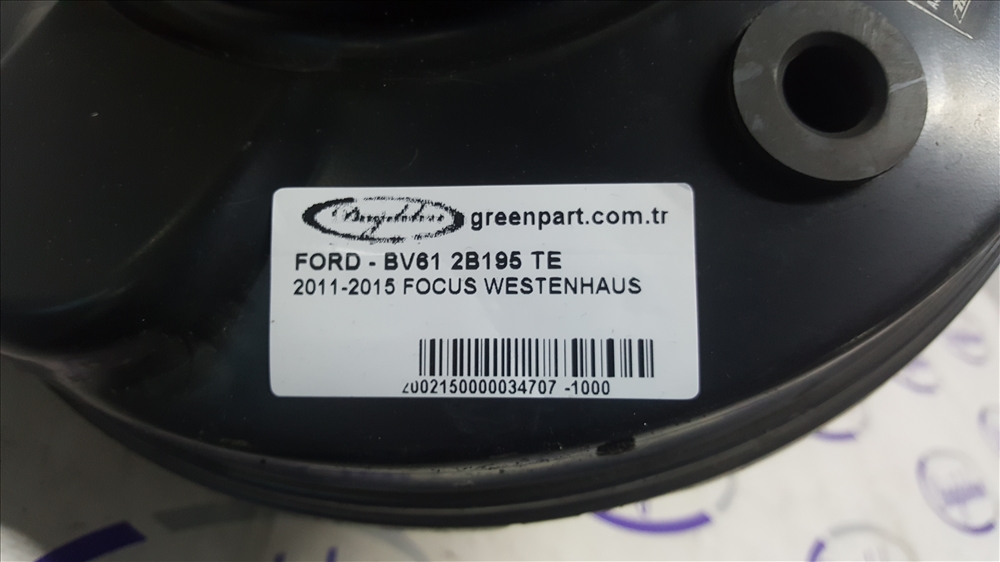 greenpart.com.tr
FORD - BV61 2B195 TE
2011-2015 FOCUS WESTENHAUS
2002150000034707 -1000